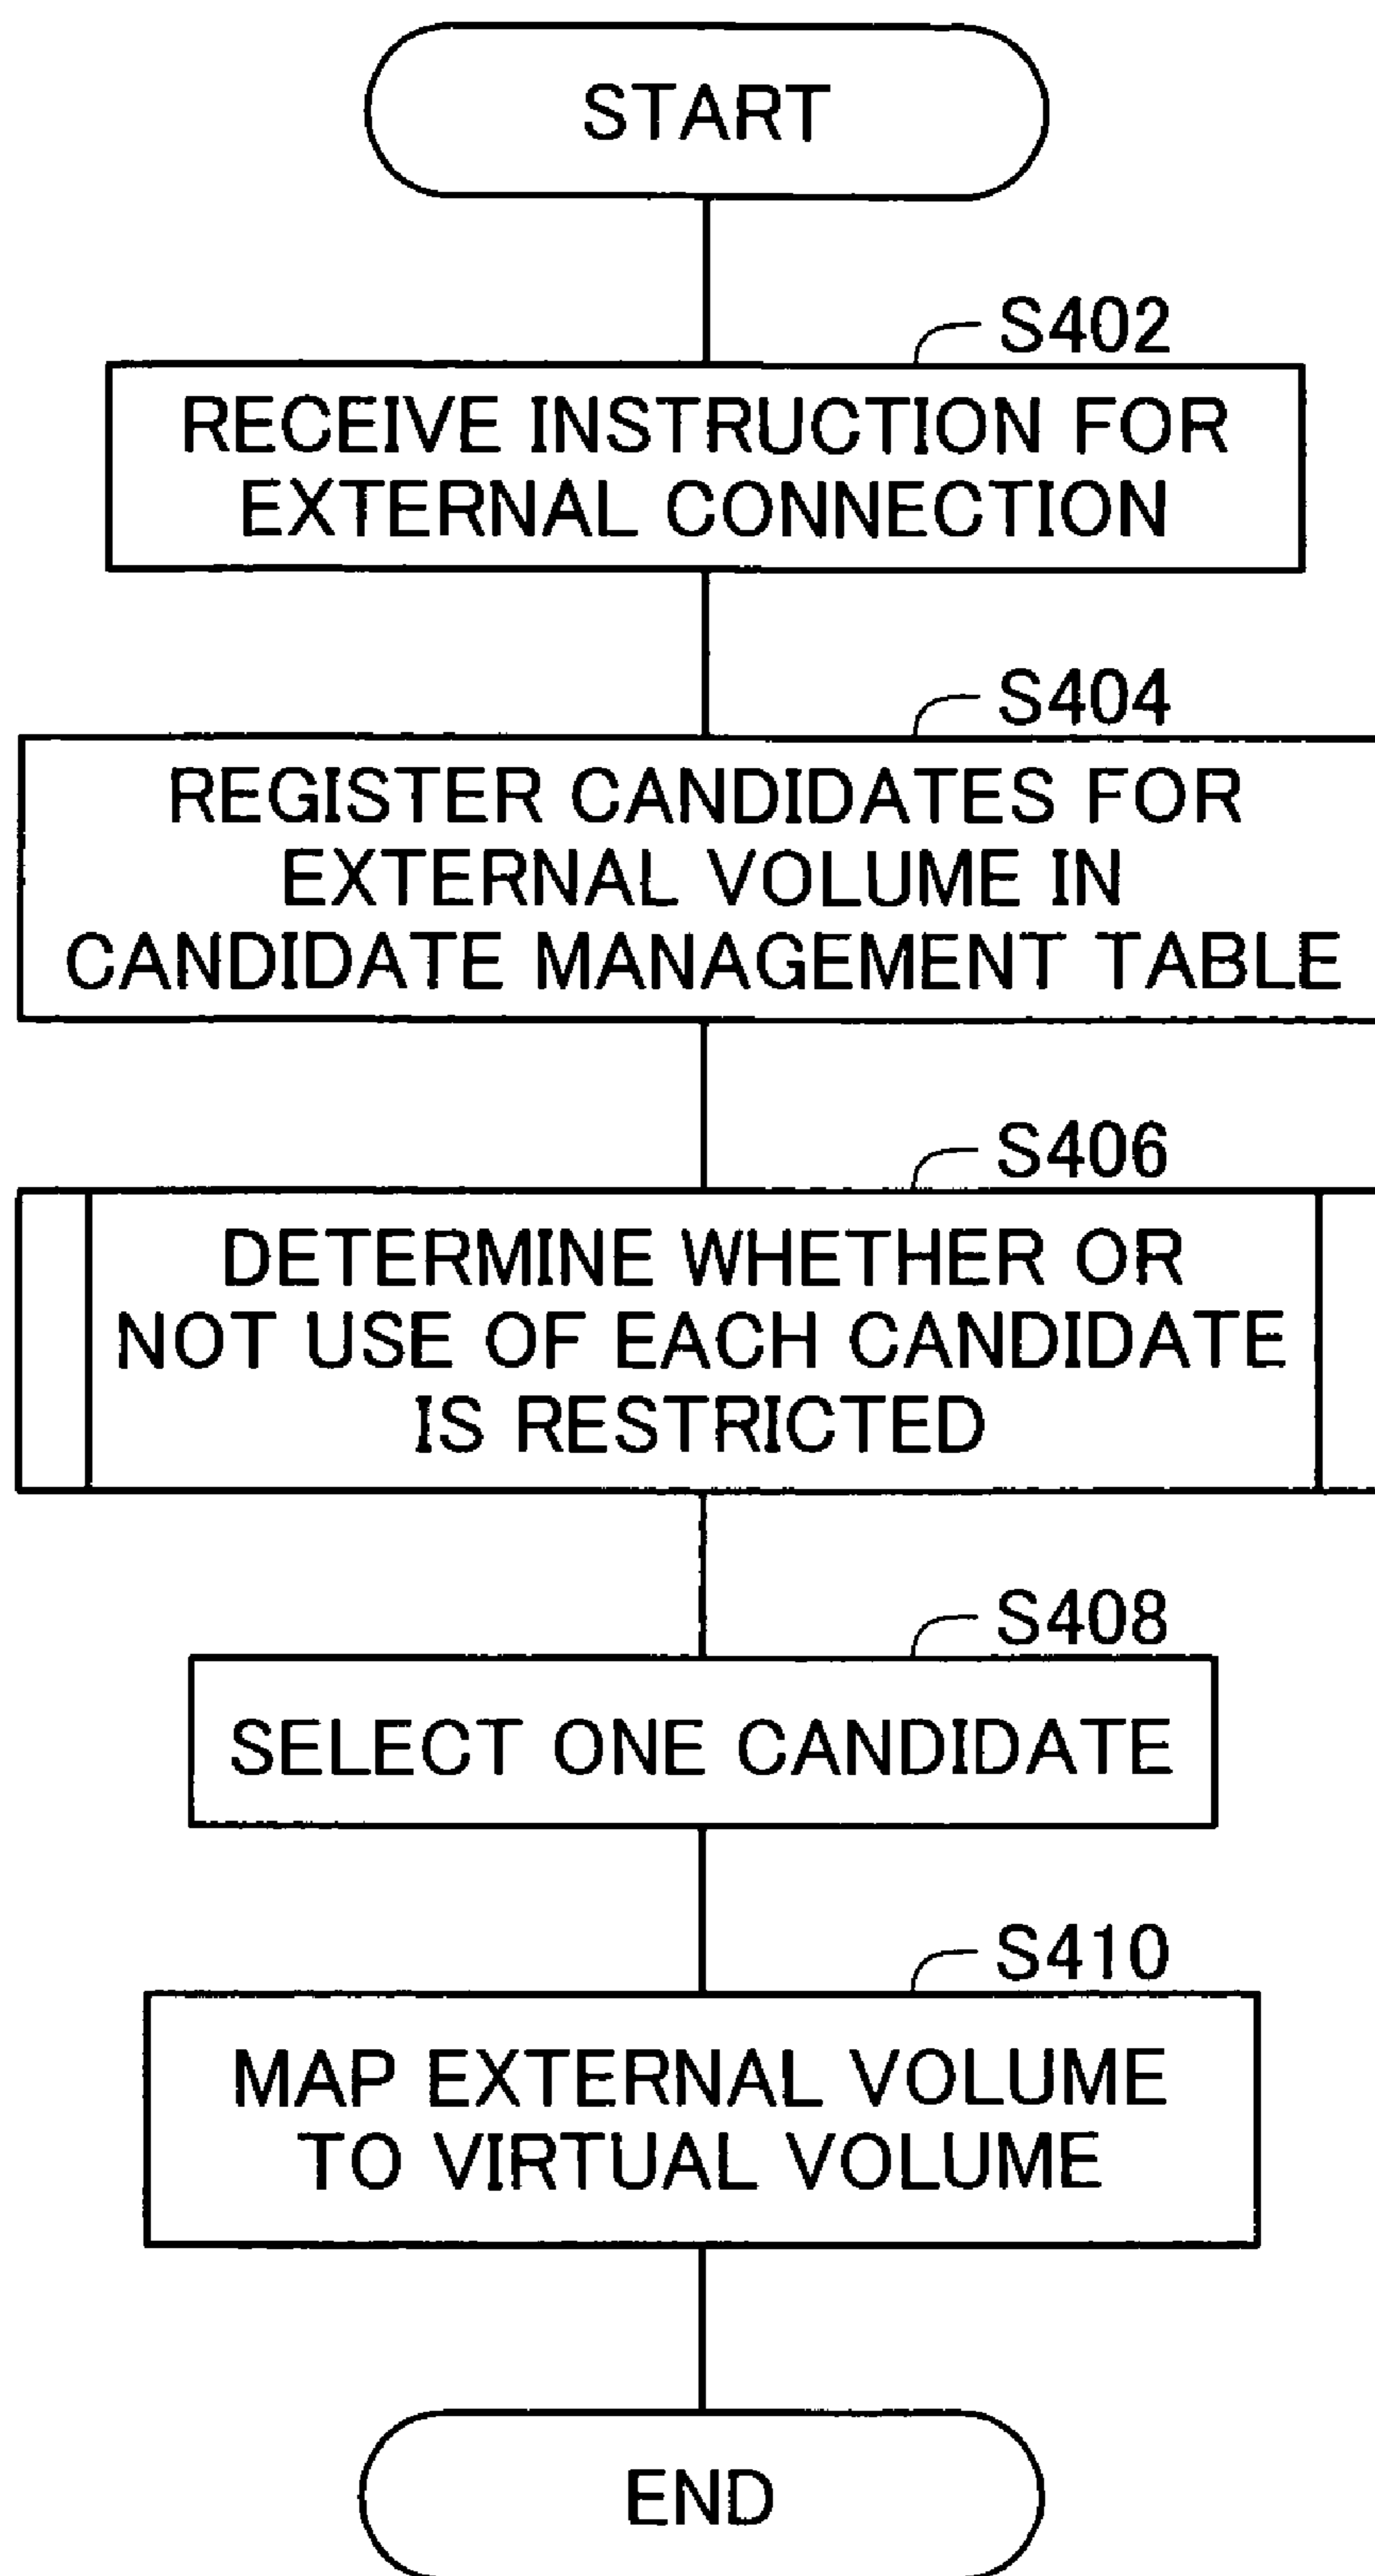 START
S402
RECEIVE INSTRUCTION FOR
EXTERNAL CONNECTION
S404
REGISTER CANDIDATES FOR
EXTERNAL VOLUME IN
CANDIDATE MANAGEMENT TABLE
S406
DETERMINE WHETHER OR
NOT USE OF EACH CANDIDATE
IS RESTRICTED
S408
SELECT ONE CANDIDATE
S410
MAP EXTERNAL VOLUME
TO VIRTUAL VOLUME
END